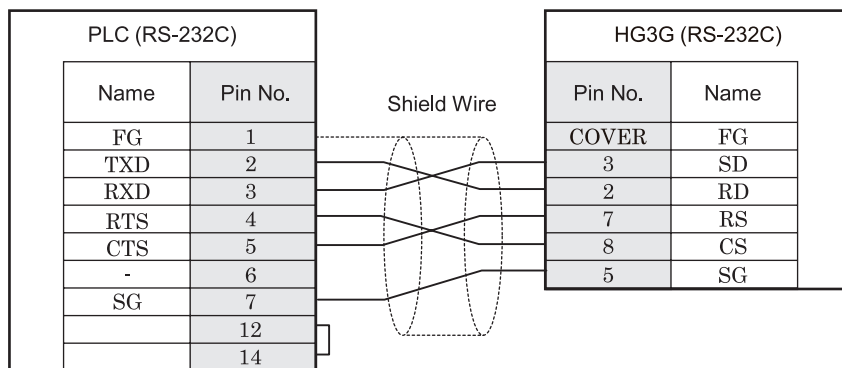 PLC (RS-232C)
Name Pin No.
FG 1
TXD 2
RXD 3
RTS 4
CTS 5
- 6
SG 7
12
14
Shield Wire
HG3G (RS-232C)
Pin No. Name
COVER FG
3 SD
2 RD
7 RS
8 CS
5 SG